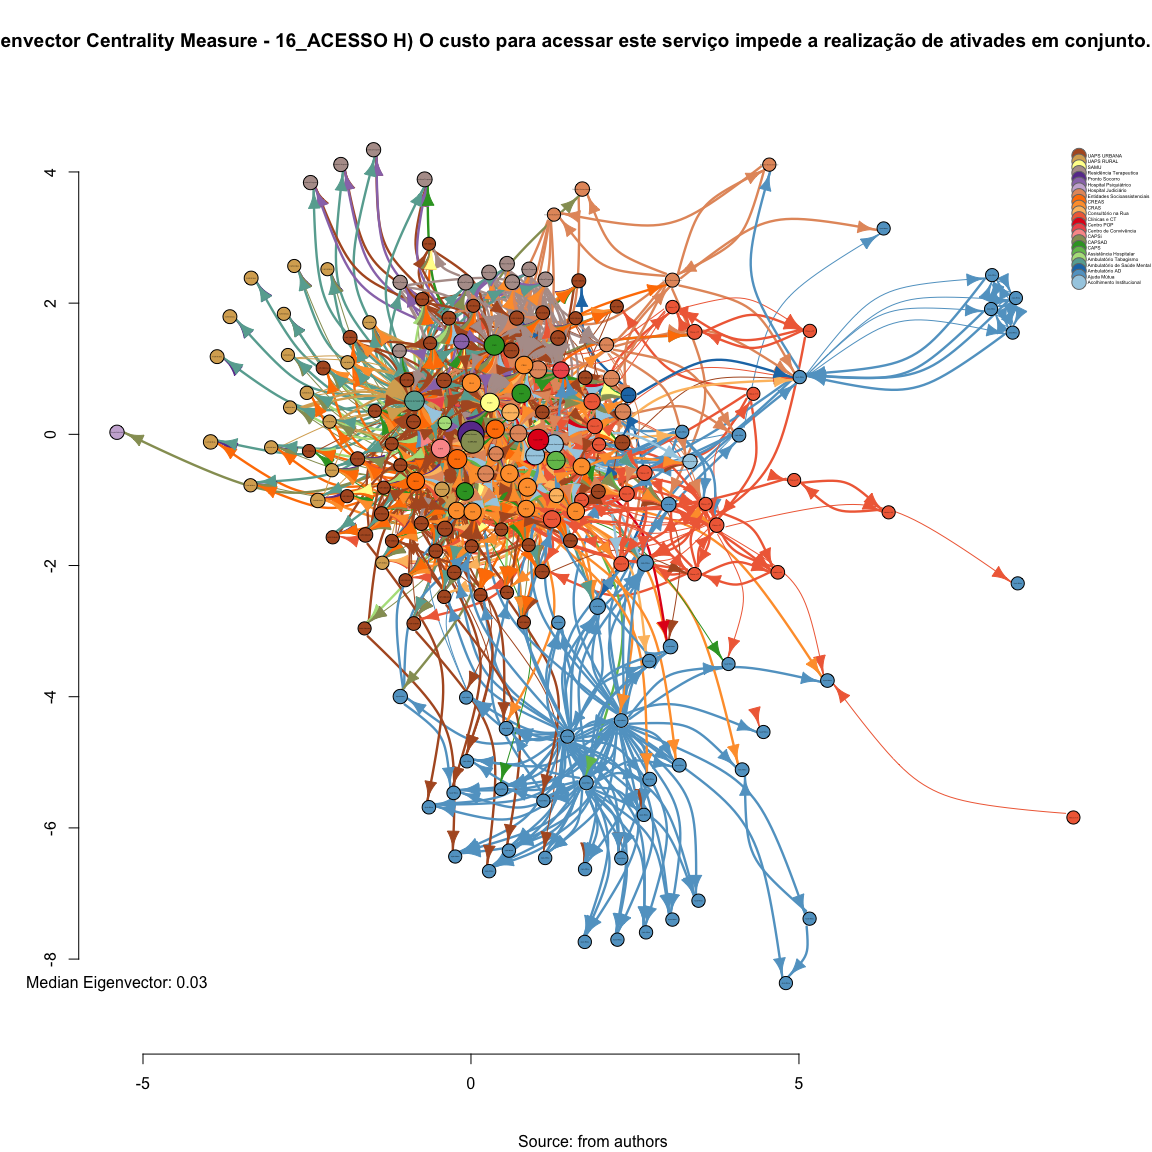 envector Centrality Measure - 16_ACESSO H) O custo para acessar este serviço impede a realização de ativades em conjunto.
UAPS URBANA
UAPS RURAL
SAMU
Residência Terapeutica
Pronto Socorro
Hospital Psiquiátrico
Hospital Judiciário
Entidades Socioassistenciais
CREAS
CRAS
Consultório na Rua
Clínicas e CT
Centro POP
Centro de Convivência
CAPSi
CAPSAD
CAPS
Assistência Hospitalar
Ambulatório Tabagismo
Ambulatório de Saúde Mental
Ambulatório AD
Ajuda Mútua
Acolhimento Institucional
4
2
0
-2
-4
-6
-8
Median Eigenvector: 0.03
-5 0 5
Source: from authors